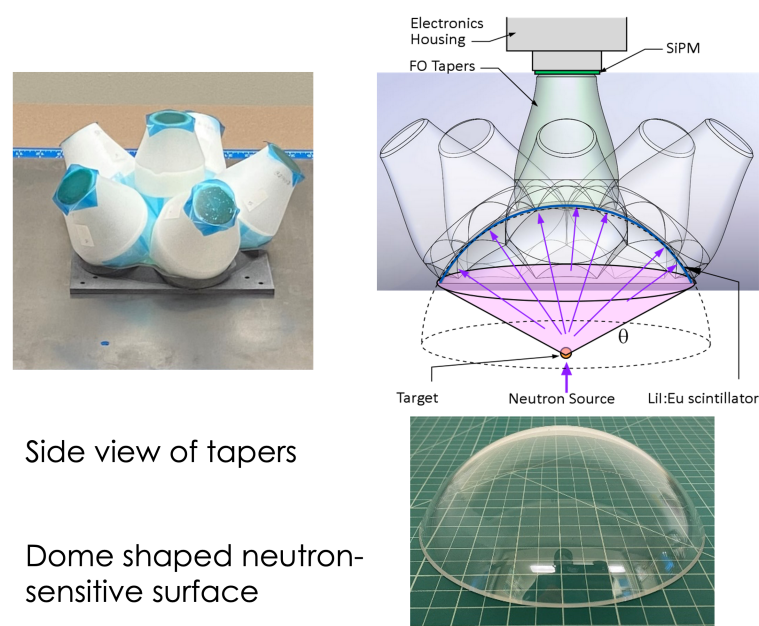 Electronics
Housing
SiPM
FO Tapers
θ
Target
Neutron Source
LiI:Eu scintillator
Side view of tapers
Dome shaped neutron-
sensitive surface